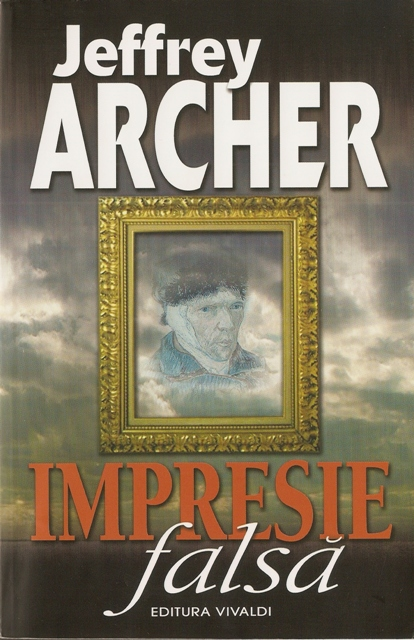 Jeffrey
ARCHER
IMPRESIE
falsă
EDITURA VIVALDI